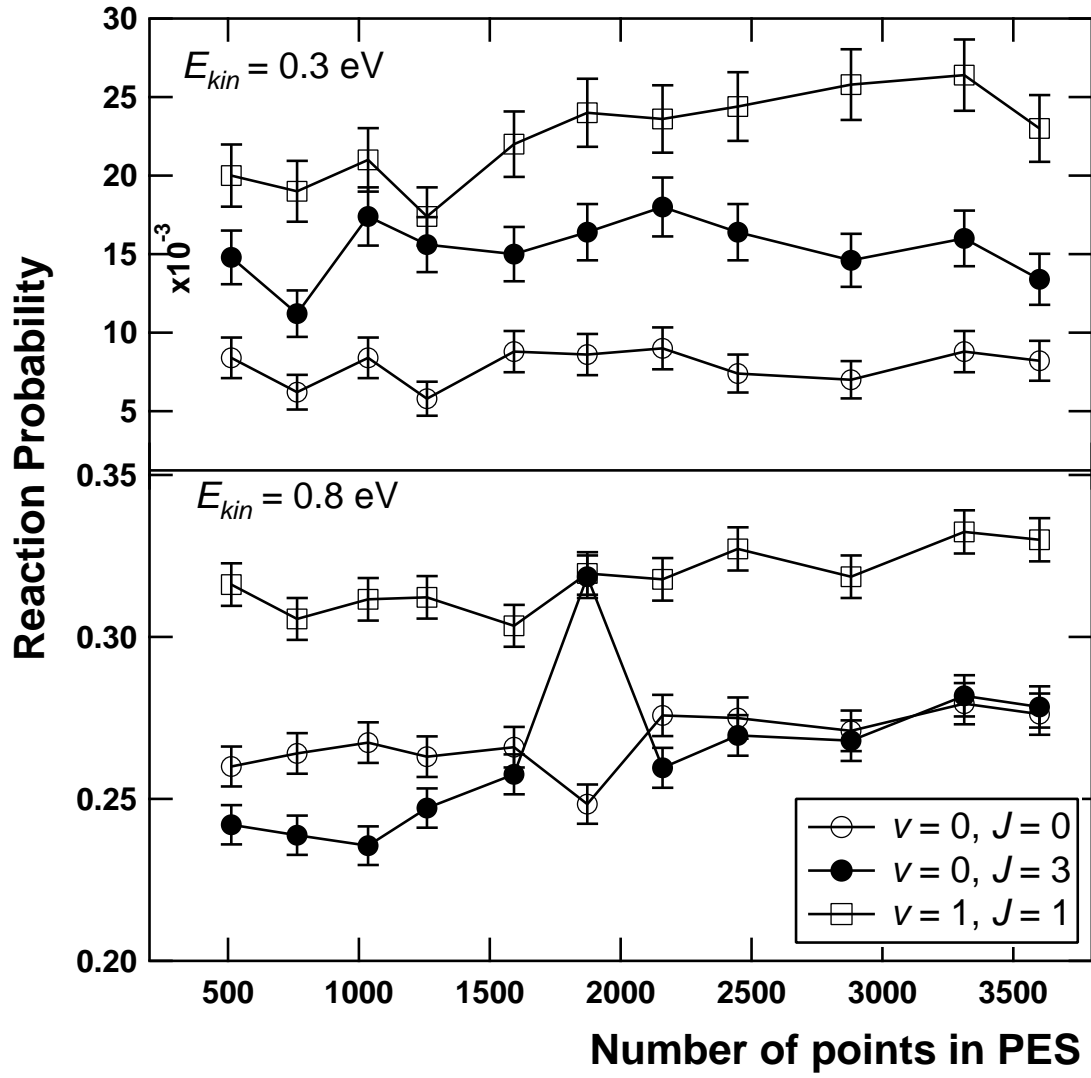 30
25
20
15
10
5
x10⁻³
E_kin = 0.3 eV
Reaction Probability
0.35
0.30
0.25
0.20
E_kin = 0.8 eV
v = 0, J = 0
v = 0, J = 3
v = 1, J = 1
500 1000 1500 2000 2500 3000 3500
Number of points in PES